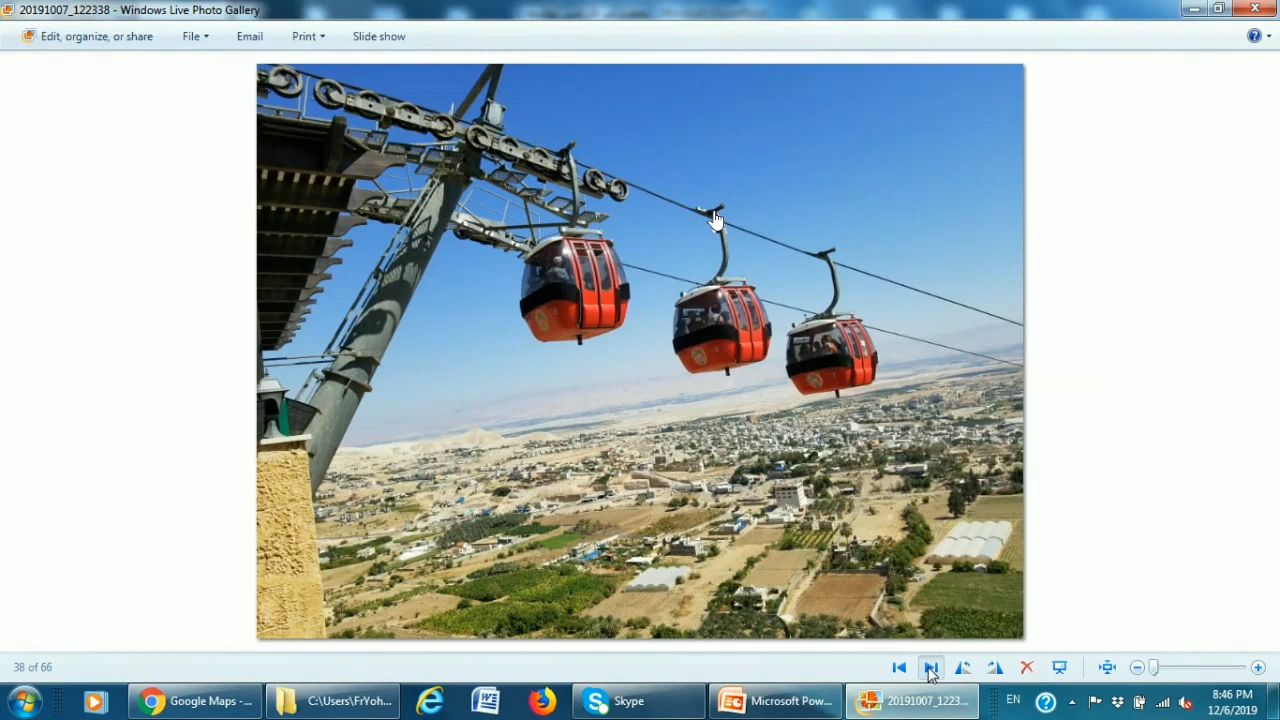 20191007_122338 - Windows Live Photo Gallery
Edit, organize, or share File Email Print Slide show
38 of 66
Google Maps -...
C:\Users\FrYoh...
Skype
Microsoft Pow...
20191007_1223...
EN
8:46 PM
12/6/2019